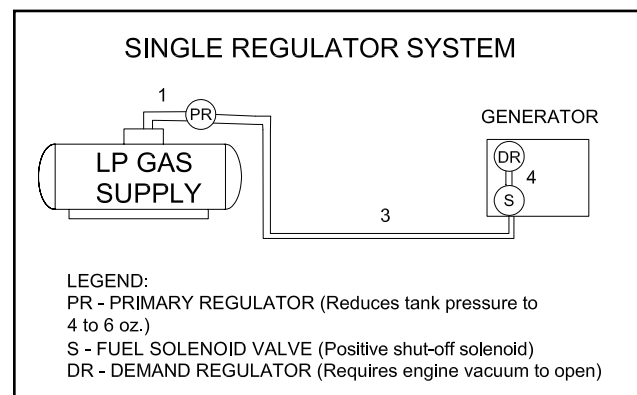 SINGLE REGULATOR SYSTEM
1
PR
GENERATOR
LP GAS
SUPPLY
DR
4
S
3
LEGEND:
PR - PRIMARY REGULATOR (Reduces tank pressure to
4 to 6 oz.)
S - FUEL SOLENOID VALVE (Positive shut-off solenoid)
DR - DEMAND REGULATOR (Requires engine vacuum to open)